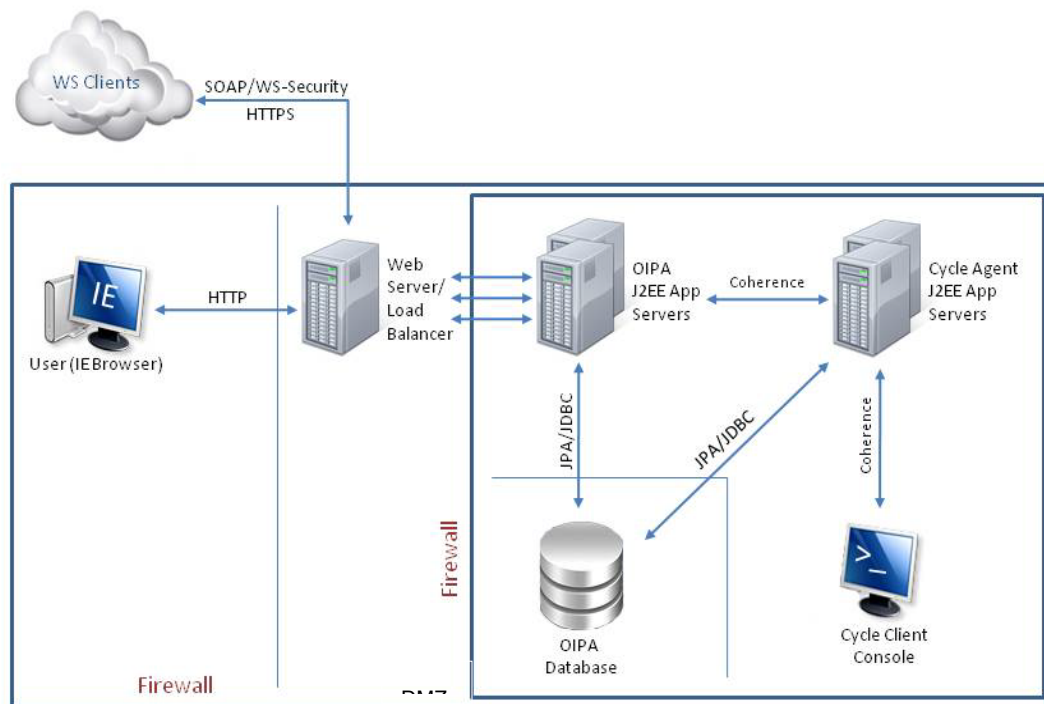 WS Clients
SOAP/WS-Security
HTTPS
IE
User (IEBrowser)
HTTP
Web
Server/
Load
Balancer
OIPA
J2EE App
Servers
Coherence
Cycle Agent
J2EE App
Servers
JPA/JDBC
JPA/JDBC
Coherence
Firewall
>_
OIPA
Database
Cycle Client
Console
Firewall
DMZ